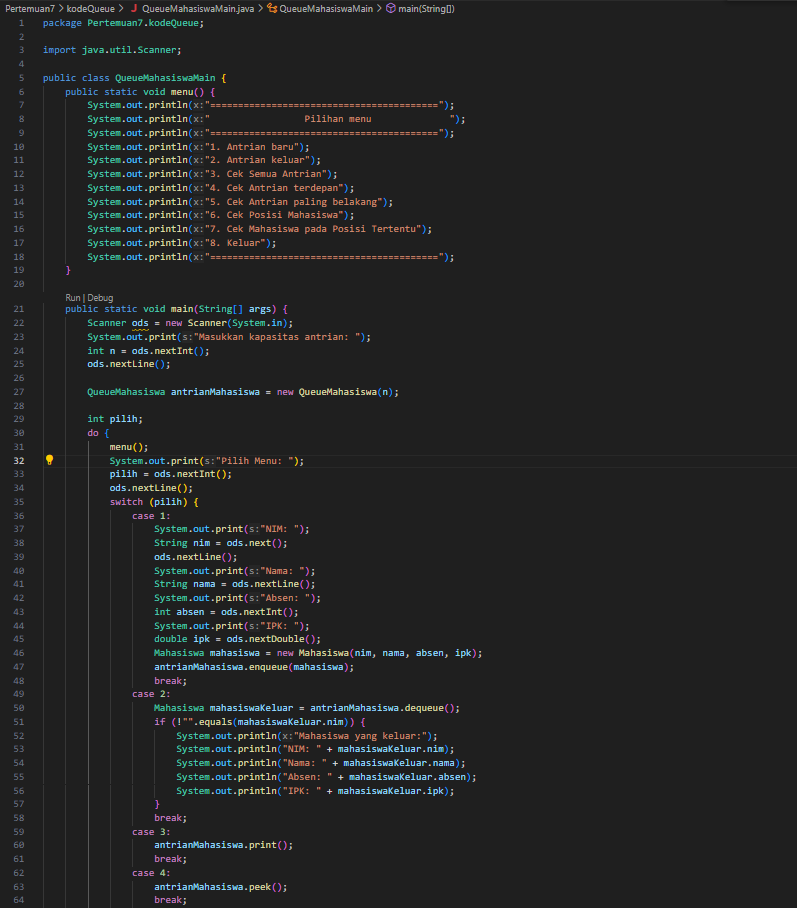 Pertemuan7 > kodeQueue > J QueueMahasiswaMain.java > QueueMahasiswaMain > main(String[])
1 package Pertemuan7.kodeQueue;
2
3 import java.util.Scanner;
4
5 public class QueueMahasiswaMain {
6     public static void menu() {
7         System.out.println(x:"=========================================");
8         System.out.println(x:"                 Pilihan menu              ");
9         System.out.println(x:"=========================================");
10         System.out.println(x:"1. Antrian baru");
11         System.out.println(x:"2. Antrian keluar");
12         System.out.println(x:"3. Cek Semua Antrian");
13         System.out.println(x:"4. Cek Antrian terdepan");
14         System.out.println(x:"5. Cek Antrian paling belakang");
15         System.out.println(x:"6. Cek Posisi Mahasiswa");
16         System.out.println(x:"7. Cek Mahasiswa pada Posisi Tertentu");
17         System.out.println(x:"8. Keluar");
18         System.out.println(x:"=========================================");
19     }
20
Run | Debug
21     public static void main(String[] args) {
22         Scanner ods = new Scanner(System.in);
23         System.out.print(s:"Masukkan kapasitas antrian: ");
24         int n = ods.nextInt();
25         ods.nextLine();
26
27         QueueMahasiswa antrianMahasiswa = new QueueMahasiswa(n);
28
29         int pilih;
30         do {
31             menu();
32             System.out.print(s:"Pilih Menu: ");
33             pilih = ods.nextInt();
34             ods.nextLine();
35             switch (pilih) {
36                 case 1:
37                     System.out.print(s:"NIM: ");
38                     String nim = ods.next();
39                     ods.nextLine();
40                     System.out.print(s:"Nama: ");
41                     String nama = ods.nextLine();
42                     System.out.print(s:"Absen: ");
43                     int absen = ods.nextInt();
44                     System.out.print(s:"IPK: ");
45                     double ipk = ods.nextDouble();
46                     Mahasiswa mahasiswa = new Mahasiswa(nim, nama, absen, ipk);
47                     antrianMahasiswa.enqueue(mahasiswa);
48                     break;
49                 case 2:
50                     Mahasiswa mahasiswaKeluar = antrianMahasiswa.dequeue();
51                     if (!"".equals(mahasiswaKeluar.nim)) {
52                         System.out.println(x:"Mahasiswa yang keluar:");
53                         System.out.println("NIM: " + mahasiswaKeluar.nim);
54                         System.out.println("Nama: " + mahasiswaKeluar.nama);
55                         System.out.println("Absen: " + mahasiswaKeluar.absen);
56                         System.out.println("IPK: " + mahasiswaKeluar.ipk);
57                     }
58                     break;
59                 case 3:
60                     antrianMahasiswa.print();
61                     break;
62                 case 4:
63                     antrianMahasiswa.peek();
64                     break;